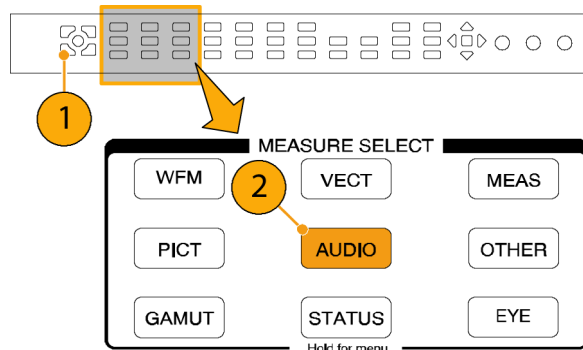 1
MEASURE SELECT
WFM
2
VECT
MEAS
PICT
AUDIO
OTHER
GAMUT
STATUS
EYE
Hold for menu